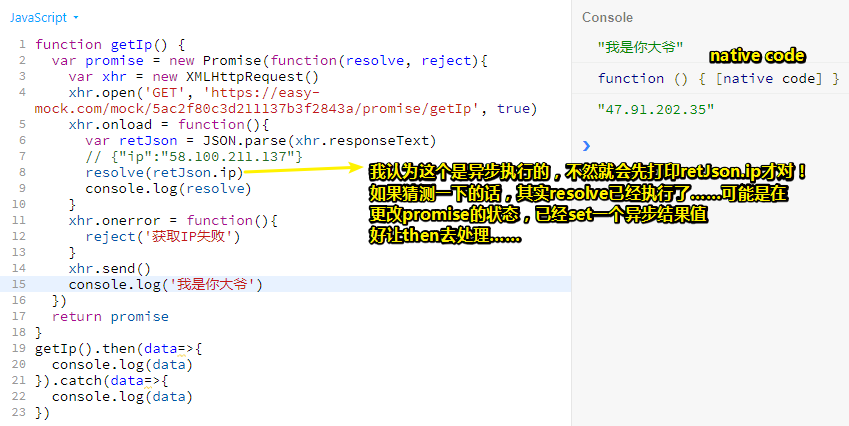 JavaScript
Console
1 function getIp() {
2 var promise = new Promise(function(resolve, reject){
3 var xhr = new XMLHttpRequest()
4 xhr.open('GET', 'https://easy-
mock.com/mock/5ac2f80c3d211137b3f2843a/promise/getIp', true)
5 xhr.onload = function(){
6 var retJson = JSON.parse(xhr.responseText)
7 // {"ip":"58.100.211.137"}
8 resolve(retJson.ip)
9 console.log(resolve)
10 }
11 xhr.onerror = function(){
12 reject('获取IP失败')
13 }
14 xhr.send()
15 console.log('我是你大爷')
16 })
17 return promise
18 }
19 getIp().then(data=>{
20 console.log(data)
21 }).catch(data=>{
22 console.log(data)
23 })
我认为这个是异步执行的，不然就会先打印retJson.ip才对！
如果猜测一下的话，其实resolve已经执行了......可能是在
更改promise的状态，已经set一个异步结果值
好让then去处理......
"我是你大爷"
native code
function () { [native code] }
"47.91.202.35"